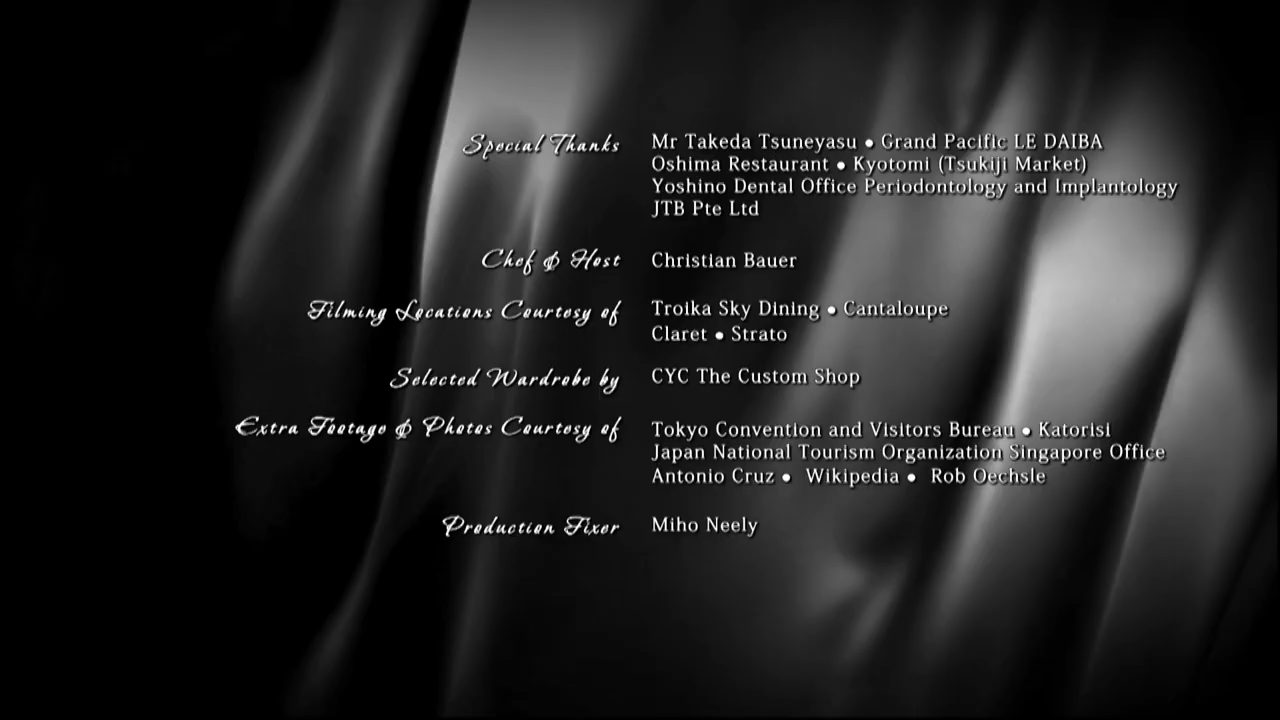 Special Thanks Mr Takeda Tsuneyasu • Grand Pacific LE DAIBA
Oshima Restaurant • Kyotomi (Tsukiji Market)
Yoshino Dental Office Periodontology and Implantology
JTB Pte Ltd
Chef & Host Christian Bauer
Filming Locations Courtesy of Troika Sky Dining • Cantaloupe
Claret • Strato
Selected Wardrobe by CYC The Custom Shop
Extra Footage & Photos Courtesy of Tokyo Convention and Visitors Bureau • Katorisi
Japan National Tourism Organization Singapore Office
Antonio Cruz • Wikipedia • Rob Oechsle
Production Fixer Miho Neely